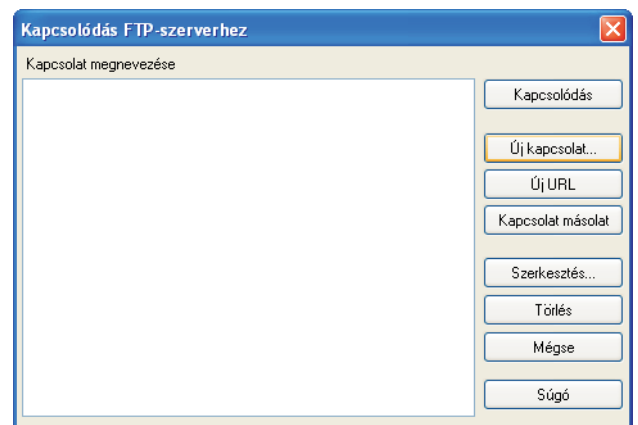 Kapcsolódás FTP-szerverhez
Kapcsolat megnevezése
Kapcsolódás
Új kapcsolat...
Új URL
Kapcsolat másolat
Szerkesztés...
Törlés
Mégse
Súgó